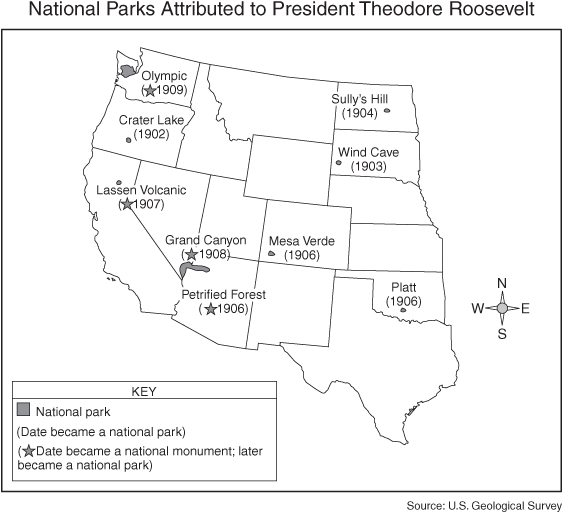 National Parks Attributed to President Theodore Roosevelt
Olympic
(★1909)
Crater Lake
(1902)
Lassen Volcanic
(★1907)
Grand Canyon
(★1908)
Petrified Forest
(★1906)
Mesa Verde
(1906)
Sully's Hill
(1904)
Wind Cave
(1903)
Platt
(1906)
N
W E
S
KEY
National park
(Date became a national park)
(★Date became a national monument; later
became a national park)
Source: U.S. Geological Survey